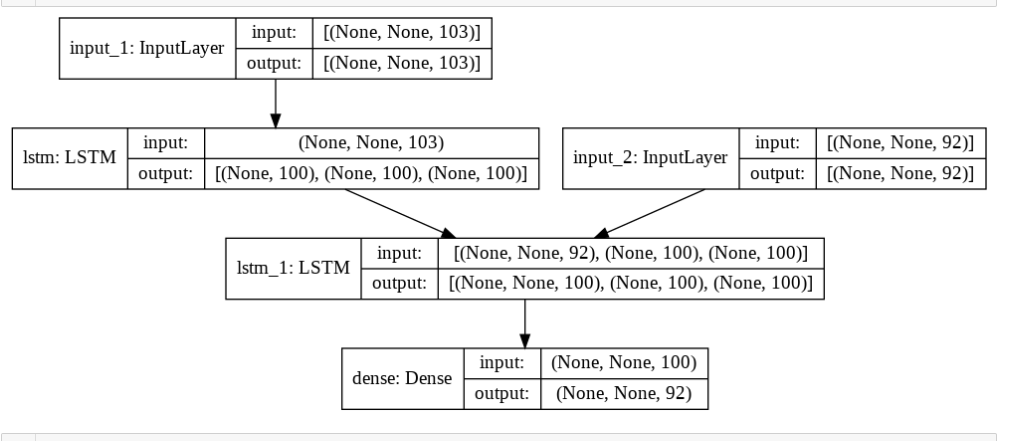 input_1: InputLayer
input:
[(None, None, 103)]
output:
[(None, None, 103)]
lstm: LSTM
input:
(None, None, 103)
output:
[(None, 100), (None, 100), (None, 100)]
input_2: InputLayer
input:
[(None, None, 92)]
output:
[(None, None, 92)]
lstm_1: LSTM
input:
[(None, None, 92), (None, 100), (None, 100)]
output:
[(None, None, 100), (None, 100), (None, 100)]
dense: Dense
input:
(None, None, 100)
output:
(None, None, 92)